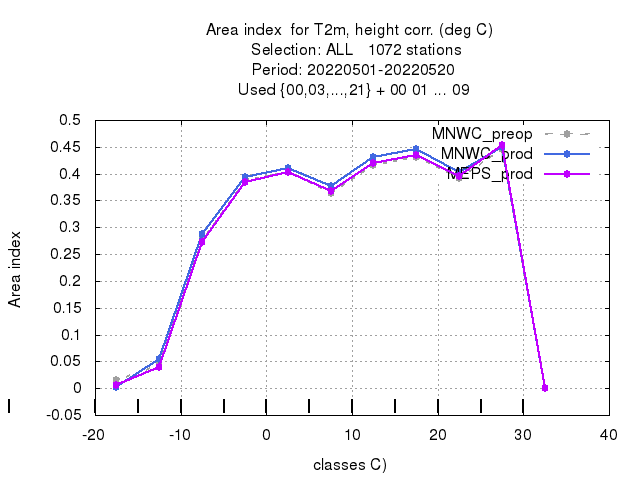 Area index  for T2m, height corr. (deg C)
Selection: ALL   1072 stations
Period: 20220501-20220520
Used {00,03,...,21} + 00 01 ... 09
MNWC_preop
MNWC_prod
MEPS_prod
0.5
0.45
0.4
0.35
0.3
0.25
0.2
0.15
0.1
0.05
0
-0.05
Area index
-20 -10 0 10 20 30 40
classes C)